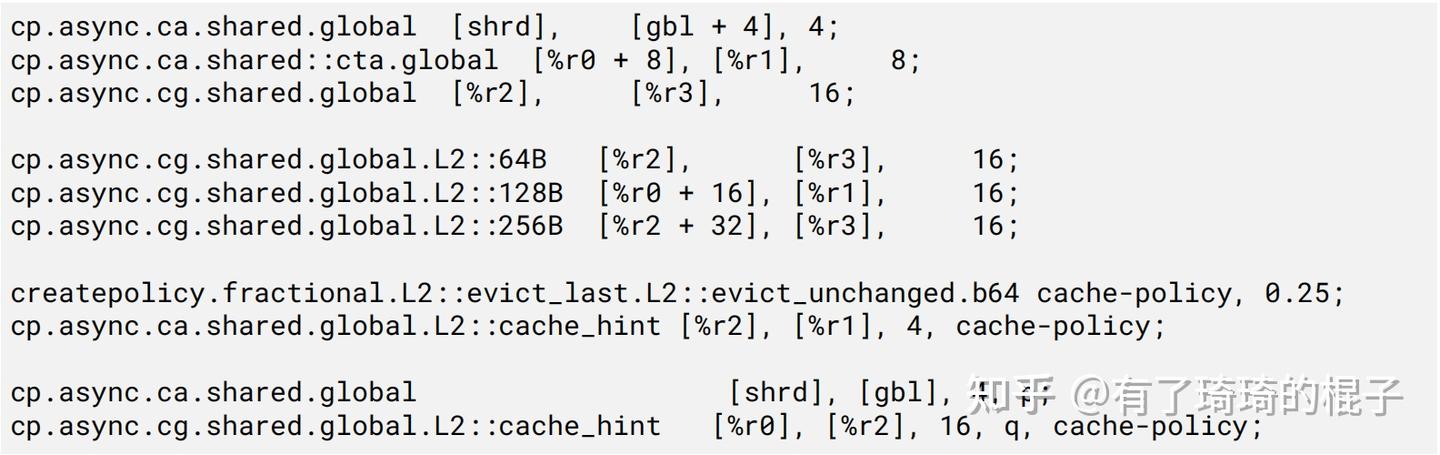 cp.async.ca.shared.global  [shrd],    [gbl + 4], 4;
cp.async.ca.shared::cta.global  [%r0 + 8], [%r1],     8;
cp.async.cg.shared.global  [%r2],     [%r3],     16;
cp.async.cg.shared.global.L2::64B   [%r2],      [%r3],     16;
cp.async.cg.shared.global.L2::128B  [%r0 + 16], [%r1],     16;
cp.async.cg.shared.global.L2::256B  [%r2 + 32], [%r3],     16;
createpolicy.fractional.L2::evict_last.L2::evict_unchanged.b64 cache-policy, 0.25;
cp.async.ca.shared.global.L2::cache_hint [%r2], [%r1], 4, cache-policy;
cp.async.ca.shared.global                  [shrd], [gbl], 4, p;
cp.async.cg.shared.global.L2::cache_hint   [%r0], [%r2], 16, q, cache-policy;
知乎 @有了琦琦的棍子